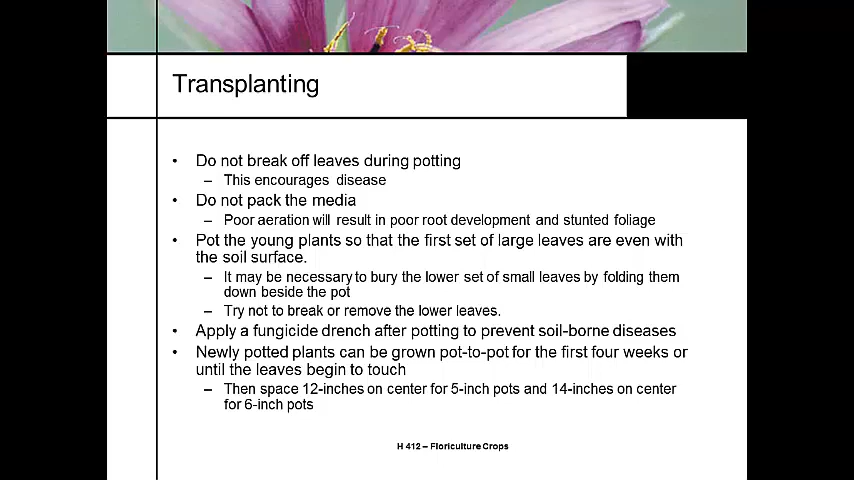 Transplanting
• Do not break off leaves during potting
– This encourages disease
• Do not pack the media
– Poor aeration will result in poor root development and stunted foliage
• Pot the young plants so that the first set of large leaves are even with
the soil surface.
– It may be necessary to bury the lower set of small leaves by folding them
down beside the pot
– Try not to break or remove the lower leaves.
• Apply a fungicide drench after potting to prevent soil-borne diseases
• Newly potted plants can be grown pot-to-pot for the first four weeks or
until the leaves begin to touch
– Then space 12-inches on center for 5-inch pots and 14-inches on center
for 6-inch pots
H 412 – Floriculture Crops